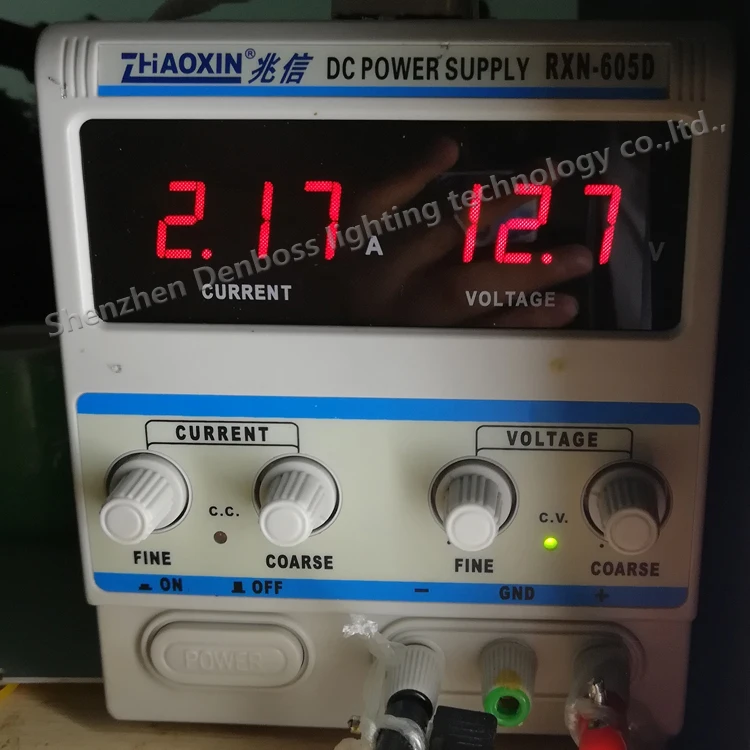 ZHAOXIN® 兆信 DC POWER SUPPLY RXN-605D
2.17 A 12.7 V
CURRENT VOLTAGE
Shenzhen Denboss lighting technology co.,ltd.,
CURRENT VOLTAGE
C.C. C.V.
FINE COARSE FINE COARSE
ON OFF - GND +
POWER